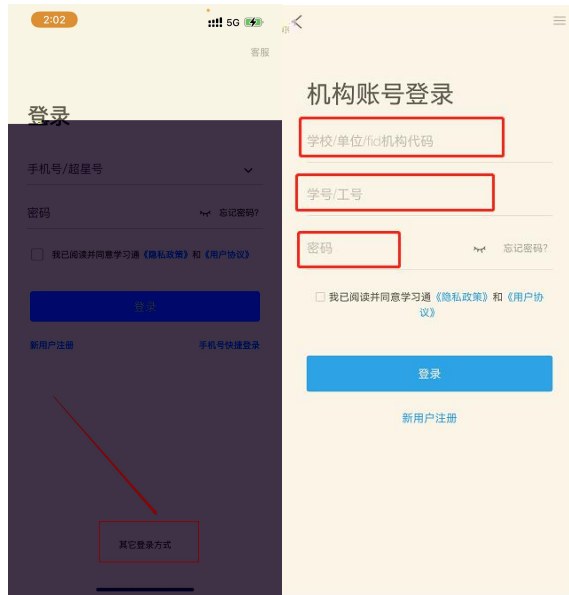 2:02
5G
客服
登录
手机号/超星号
密码
忘记密码?
我已阅读并同意学习通《隐私政策》和《用户协议》
登录
新用户注册
手机号快捷登录
其它登录方式
机构账号登录
学校/单位/fid机构代码
学号/工号
密码
忘记密码?
我已阅读并同意学习通《隐私政策》和《用户协
议》
登录
新用户注册